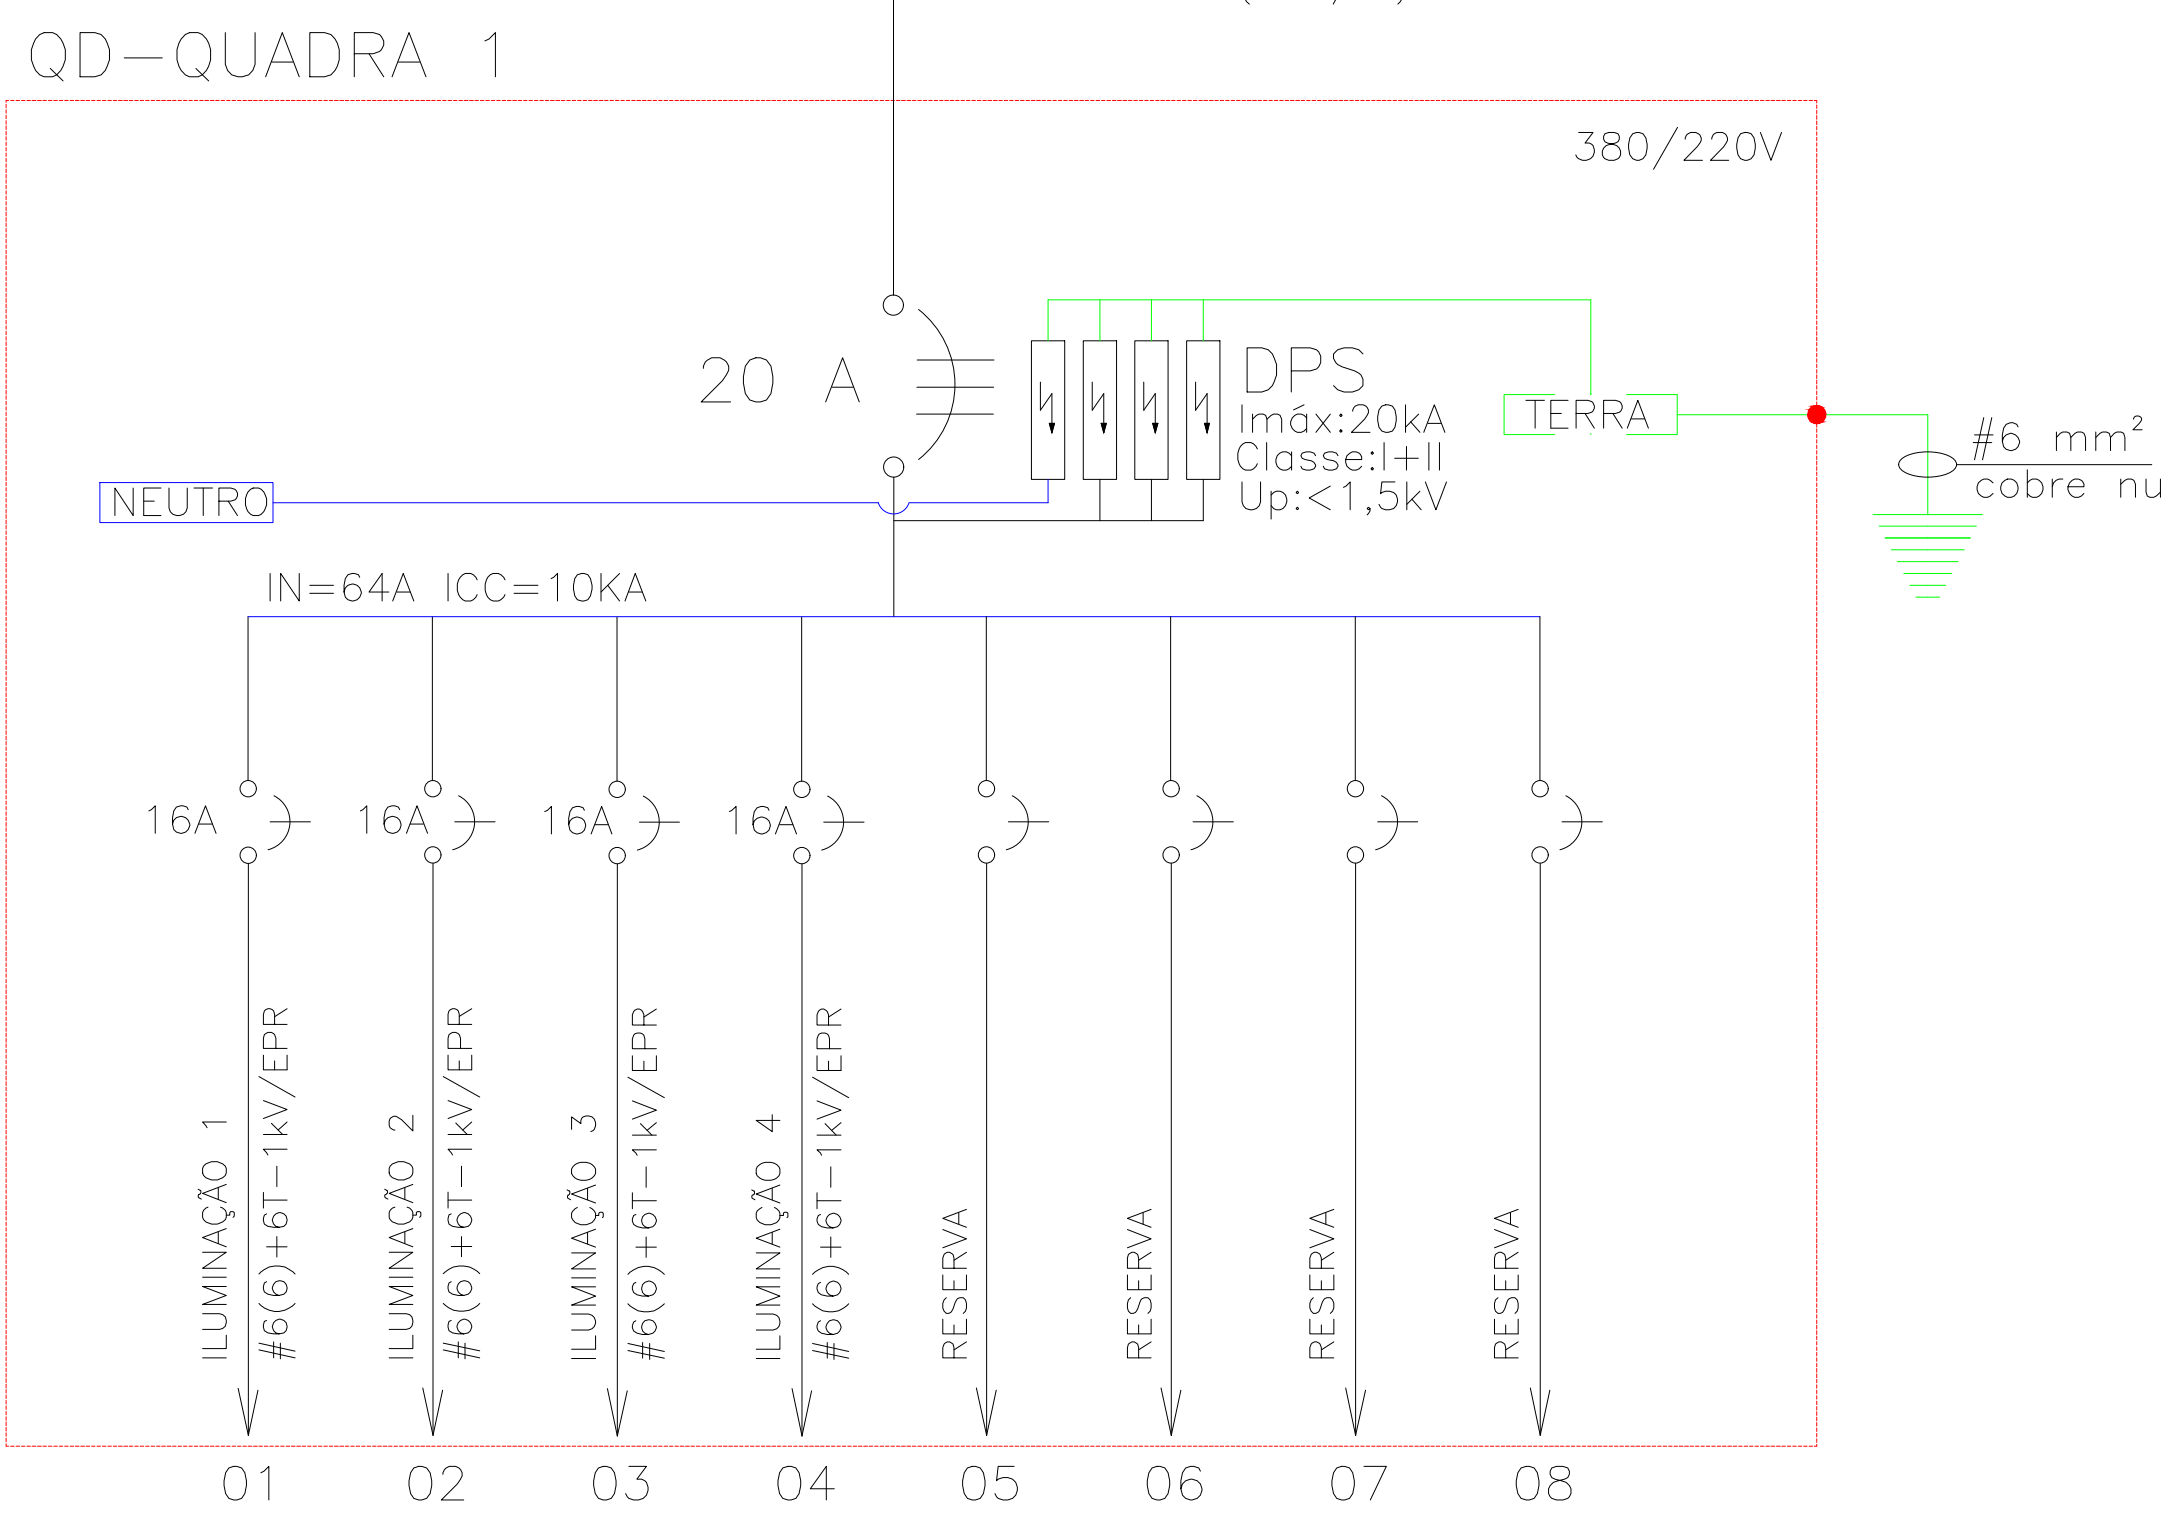 QD-QUADRA 1
380/220V
20 A
DPS
Imáx:20kA
Classe:I+II
Up:<1,5kV
TERRA
#6 mm²
cobre nu
NEUTRO
IN=64A ICC=10KA
16A
16A
16A
16A
ILUMINAÇÃO 1
#6(6)+6T-1kV/EPR
ILUMINAÇÃO 2
#6(6)+6T-1kV/EPR
ILUMINAÇÃO 3
#6(6)+6T-1kV/EPR
ILUMINAÇÃO 4
#6(6)+6T-1kV/EPR
RESERVA
RESERVA
RESERVA
RESERVA
01
02
03
04
05
06
07
08